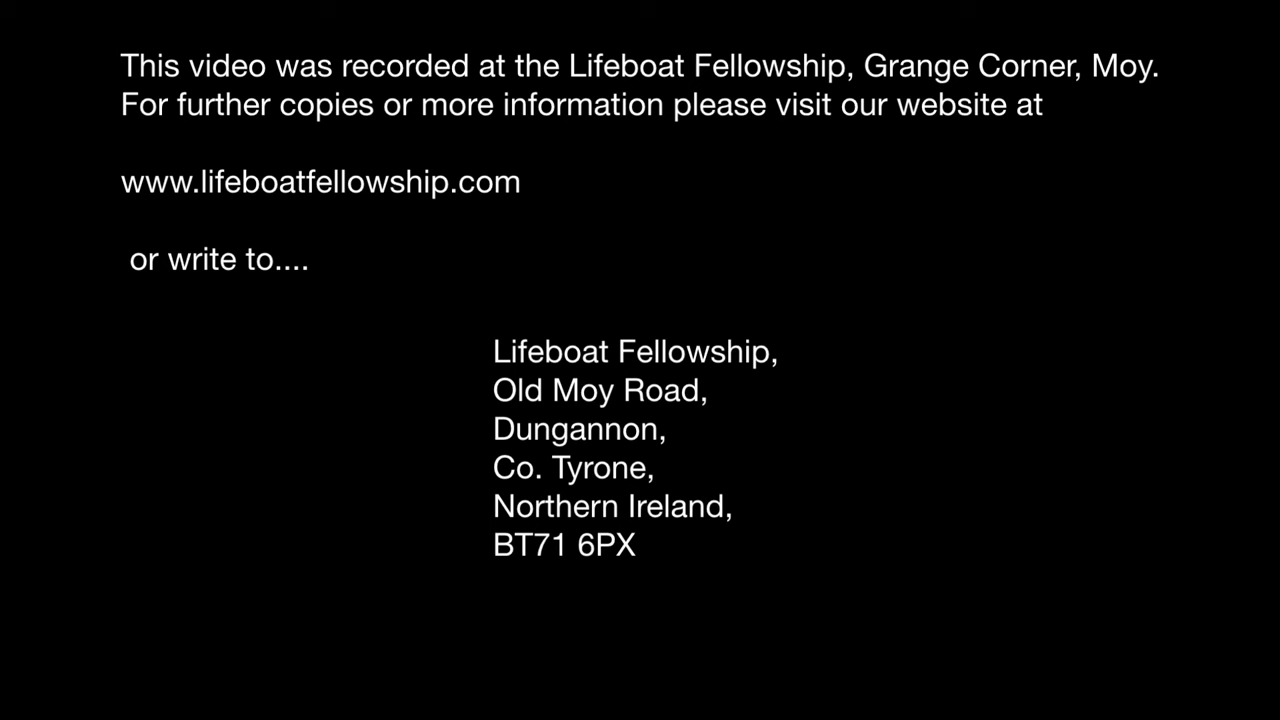 This video was recorded at the Lifeboat Fellowship, Grange Corner, Moy.
For further copies or more information please visit our website at
www.lifeboatfellowship.com
or write to....
Lifeboat Fellowship,
Old Moy Road,
Dungannon,
Co. Tyrone,
Northern Ireland,
BT71 6PX